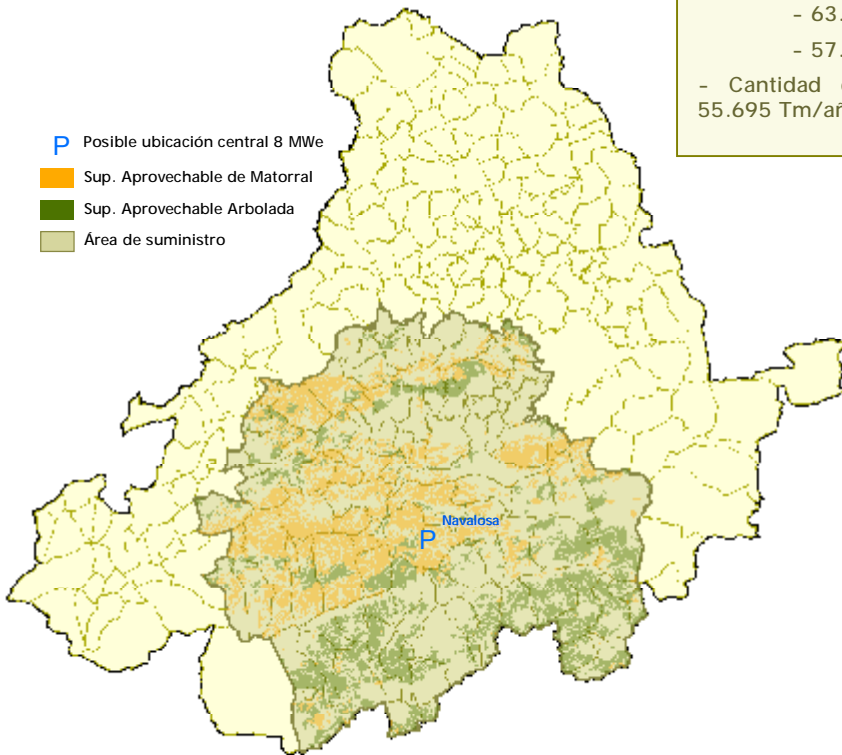 - 63.
- 57.
- Cantidad
55.695 Tm/añ
P Posible ubicación central 8 MWe
Sup. Aprovechable de Matorral
Sup. Aprovechable Arbolada
Área de suministro
Navalosa
P